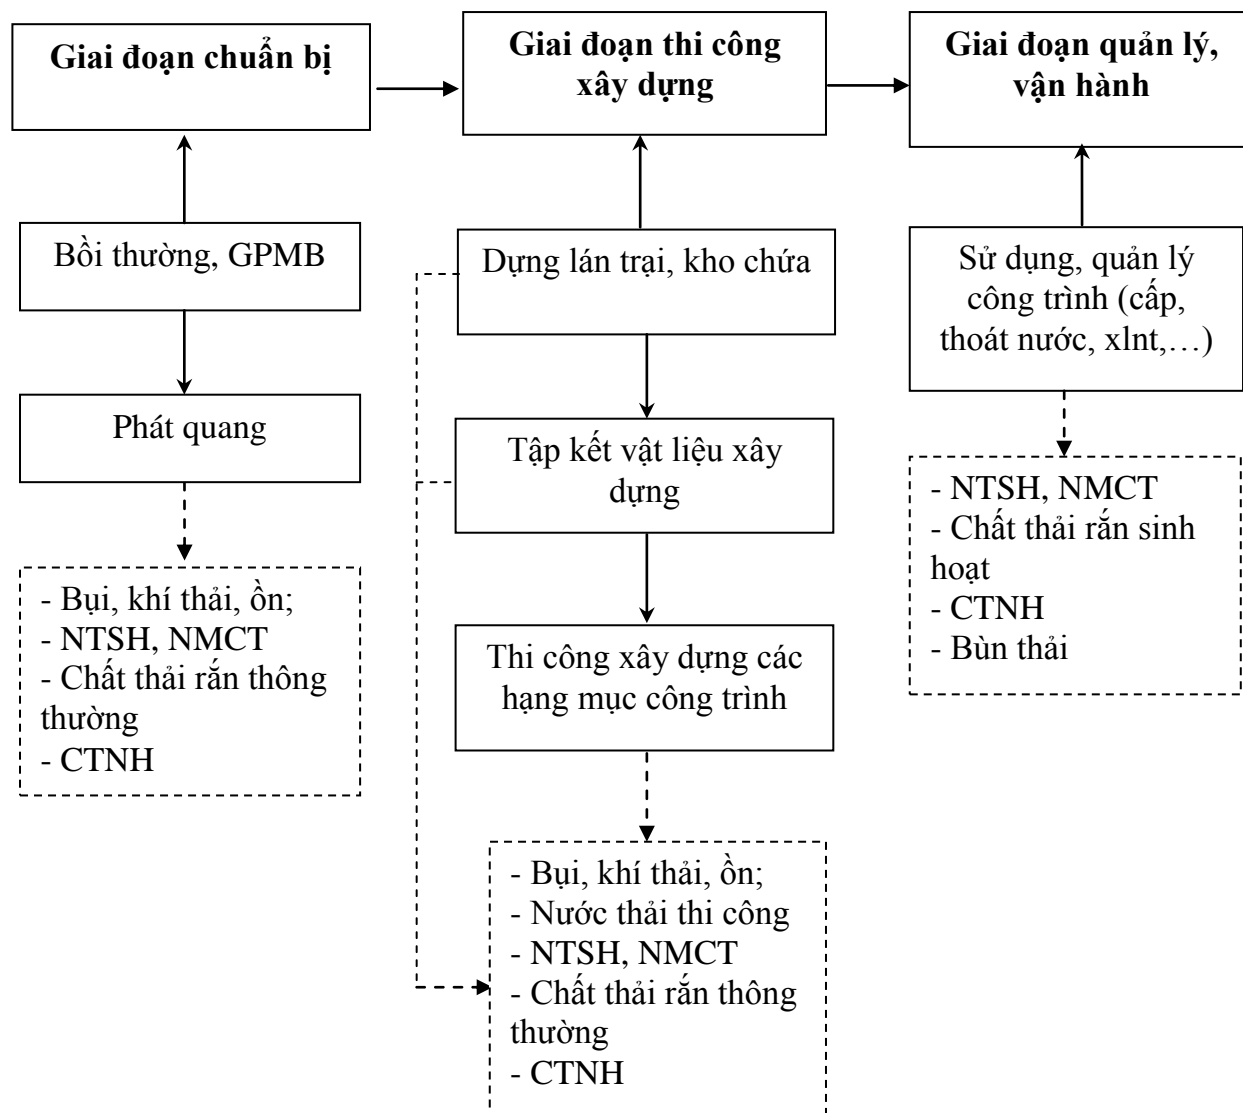 Giai đoạn chuẩn bị
Giai đoạn thi công
xây dựng
Giai đoạn quản lý,
vận hành
Bồi thường, GPMB
Dựng lán trại, kho chứa
Sử dụng, quản lý
công trình (cấp,
thoát nước, xlnt,…)
Phát quang
Tập kết vật liệu xây
dựng
- NTSH, NMCT
- Chất thải rắn sinh
hoạt
- CTNH
- Bùn thải
- Bụi, khí thải, ồn;
- NTSH, NMCT
- Chất thải rắn thông
thường
- CTNH
Thi công xây dựng các
hạng mục công trình
- Bụi, khí thải, ồn;
- Nước thải thi công
- NTSH, NMCT
- Chất thải rắn thông
thường
- CTNH